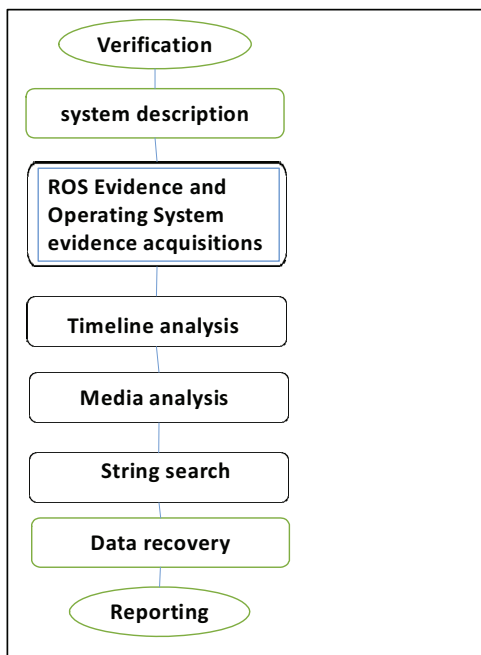 Verification
system description
ROS Evidence and
Operating System
evidence acquisitions
Timeline analysis
Media analysis
String search
Data recovery
Reporting